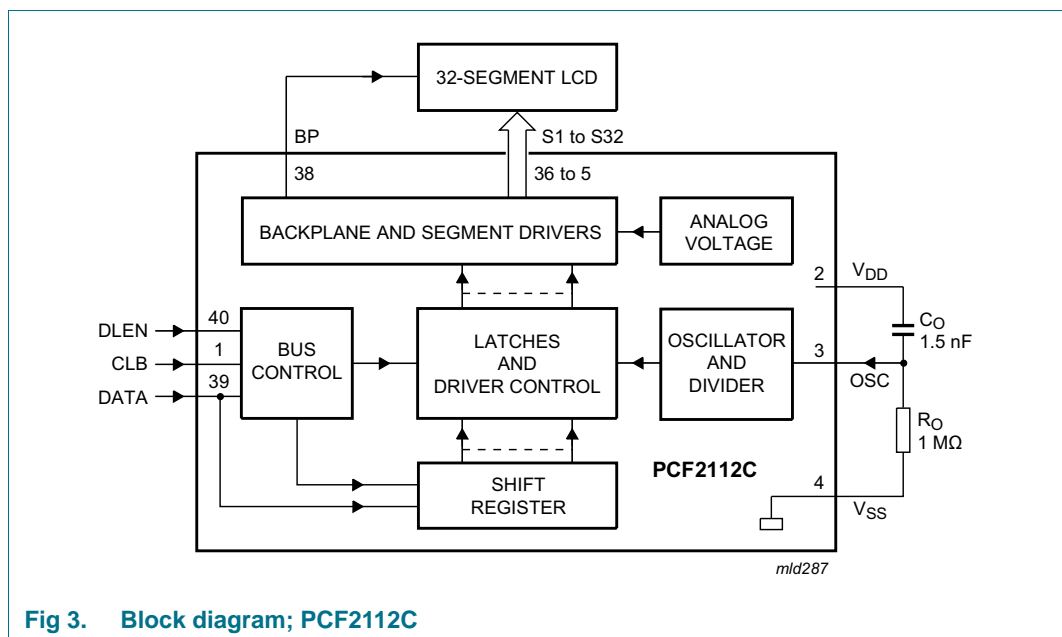 32-SEGMENT LCD
BP
S1 to S32
38
36 to 5
BACKPLANE AND SEGMENT DRIVERS
ANALOG
VOLTAGE
2
VDD
CO
1.5 nF
DLEN
40
CLB
1
DATA
39
BUS
CONTROL
LATCHES
AND
DRIVER CONTROL
OSCILLATOR
AND
DIVIDER
3
OSC
RO
1 MΩ
PCF2112C
SHIFT
REGISTER
4
VSS
mld287
Fig 3. Block diagram; PCF2112C